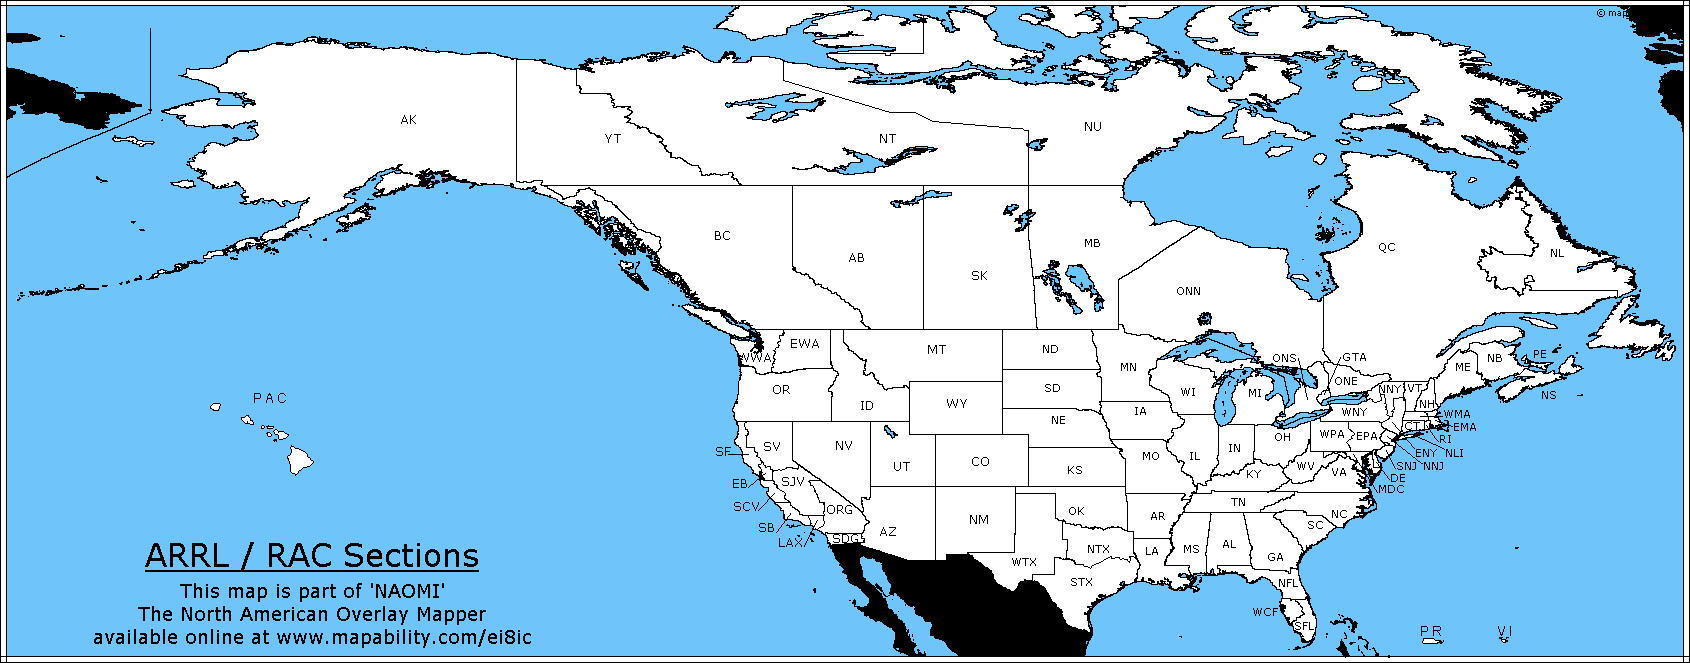 © map
AK
YT
NT
NU
BC
AB
SK
MB
ONN
QC
NL
WWA
EWA
MT
ND
MN
ONS
GTA
ONE
NB
PE
ME
NS
OR
ID
WY
SD
WI
MI
NNY
VT
NH
PAC
NE
IA
WNY
WMA
EMA
CT
RI
SF
SV
NV
UT
CO
KS
MO
IL
IN
OH
WPA
EPA
ENY
NLI
SNJ
NNJ
DE
MDC
EB
SJV
SCV
ORG
SB
LAX
SDG
AZ
NM
OK
AR
KY
WV
VA
TN
NC
SC
WTX
NTX
STX
LA
MS
AL
GA
NFL
WCF
SFL
PR
VI
ARRL / RAC Sections
This map is part of 'NAOMI'
The North American Overlay Mapper
available online at www.mapability.com/ei8ic